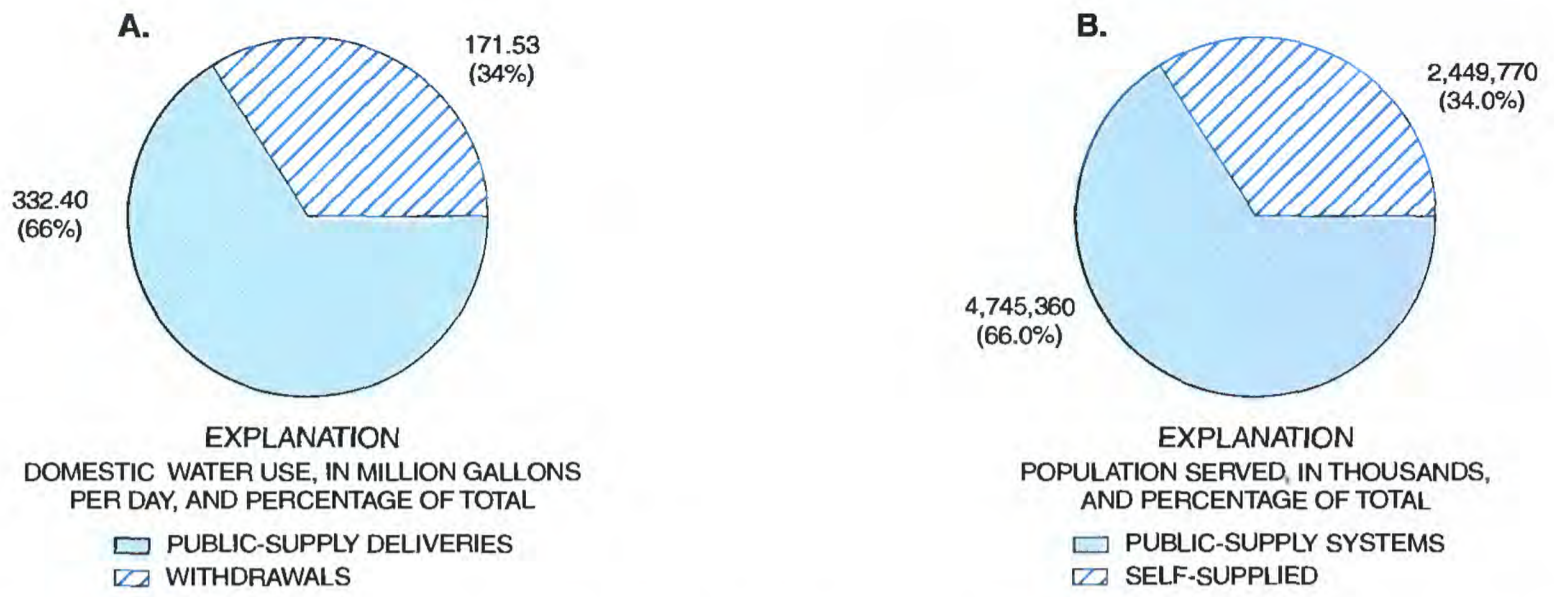 A.
171.53
(34%)
332.40
(66%)
EXPLANATION
DOMESTIC WATER USE, IN MILLION GALLONS
PER DAY, AND PERCENTAGE OF TOTAL
PUBLIC-SUPPLY DELIVERIES
WITHDRAWALS
B.
2,449,770
(34.0%)
4,745,360
(66.0%)
EXPLANATION
POPULATION SERVED, IN THOUSANDS,
AND PERCENTAGE OF TOTAL
PUBLIC-SUPPLY SYSTEMS
SELF-SUPPLIED